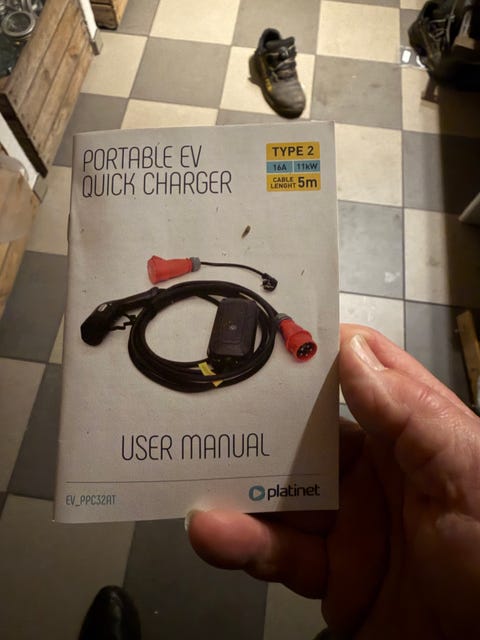 PORTABLE EV
QUICK CHARGER
TYPE 2
16A 11kW
CABLE
LENGHT 5m
USER MANUAL
EV_PPC32AT
platinet